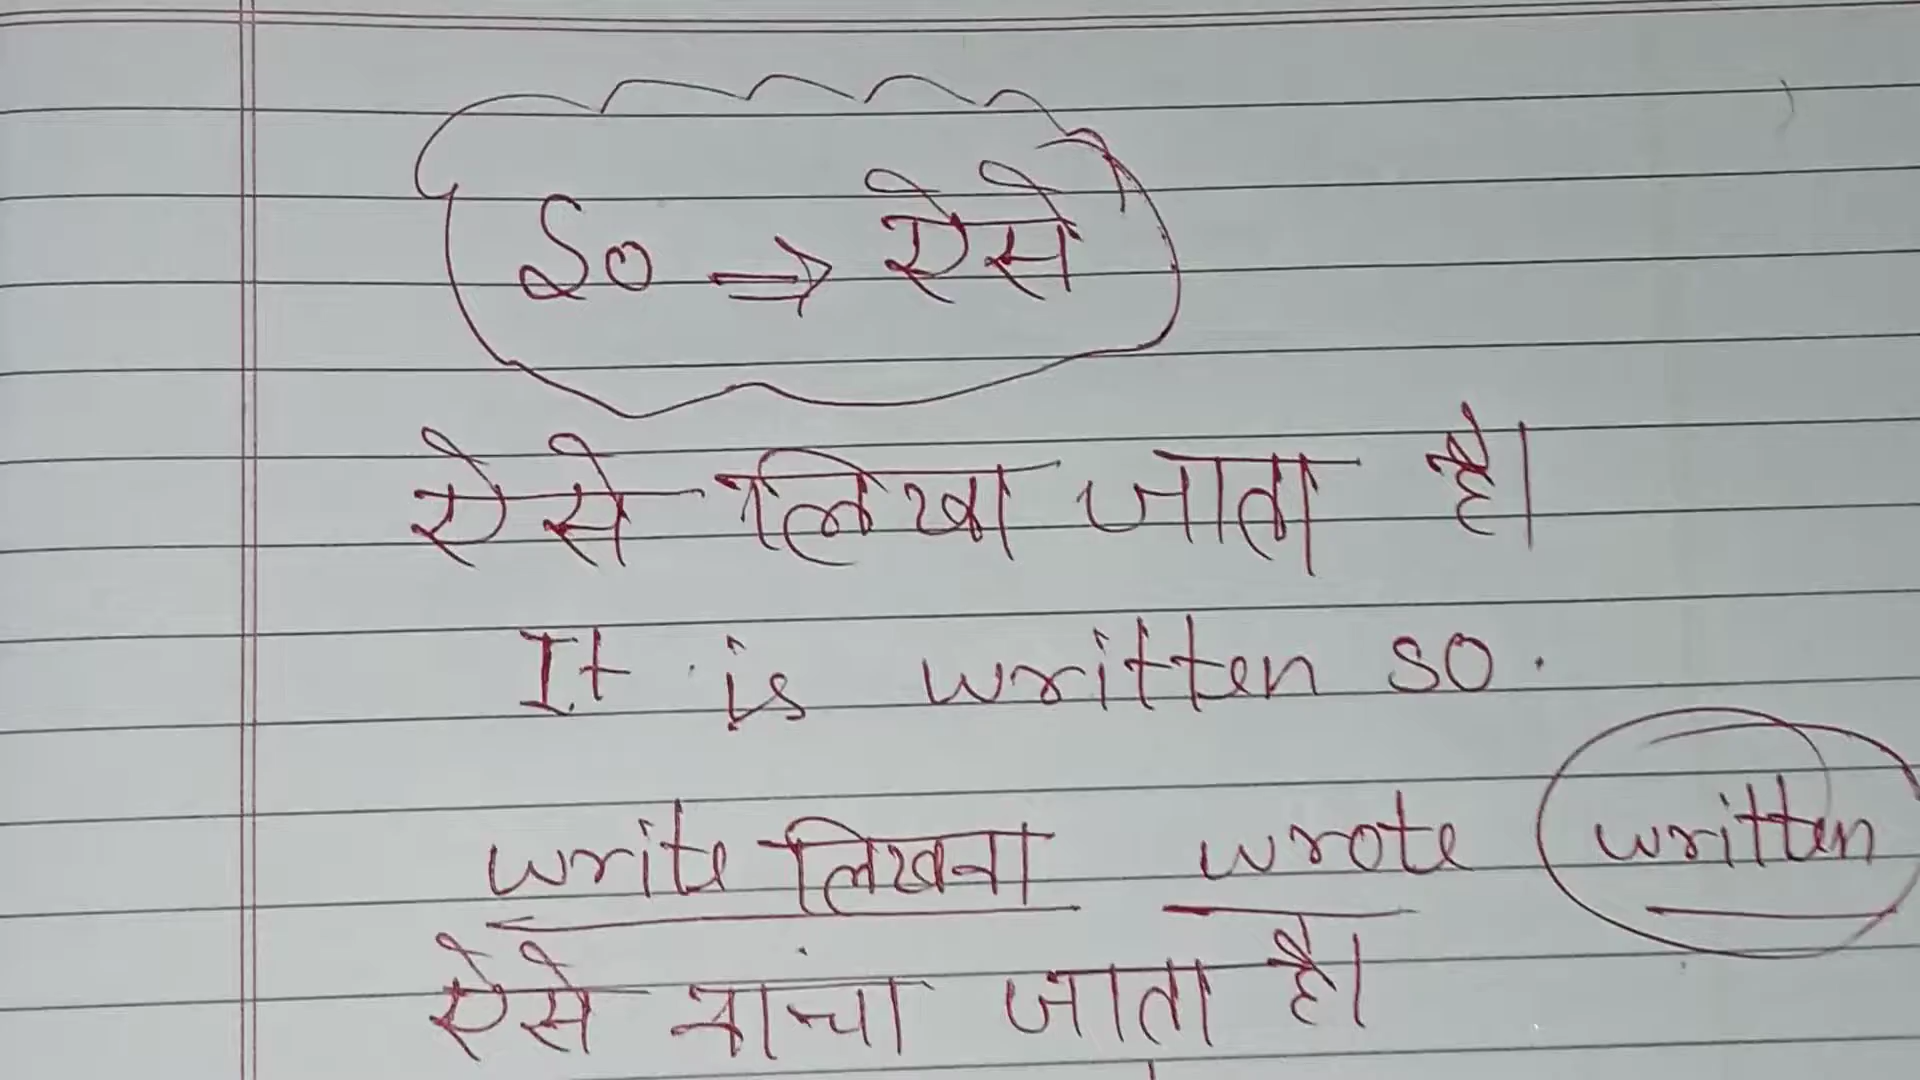 So ⇒ ऐसे
ऐसे लिखा जाता है।
It is written so.
write लिखना wrote written
ऐसे नांचा जाता है।